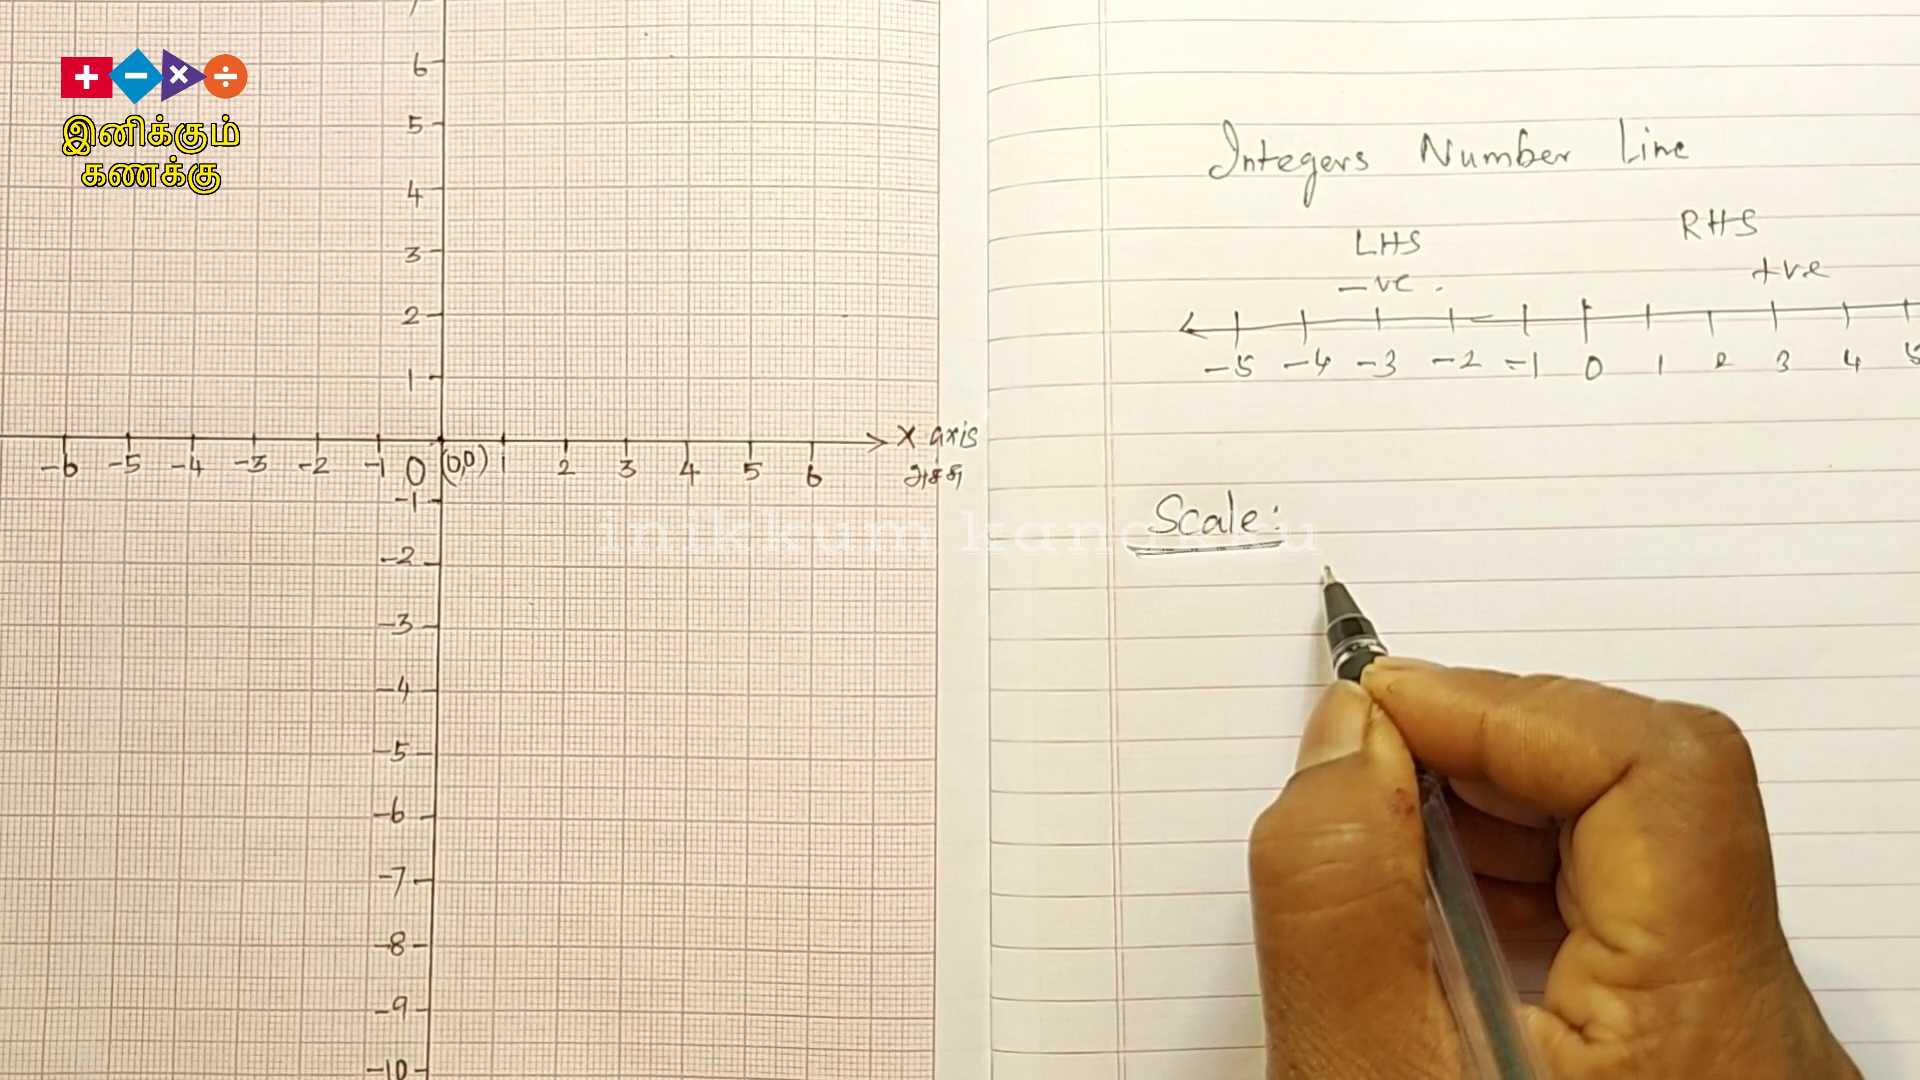 இனிக்கும்
கணக்கு
7
6
5
4
3
2
1
-6 -5 -4 -3 -2 -1 0 (0,0) 1 2 3 4 5 6
X axis
அச்சு
-1
-2
-3
-4
-5
-6
-7
-8
-9
-10
Integers Number Line
LHS RHS
-ve +ve
-5 -4 -3 -2 -1 0 1 2 3 4 5
Scale:
inikkum kanakku